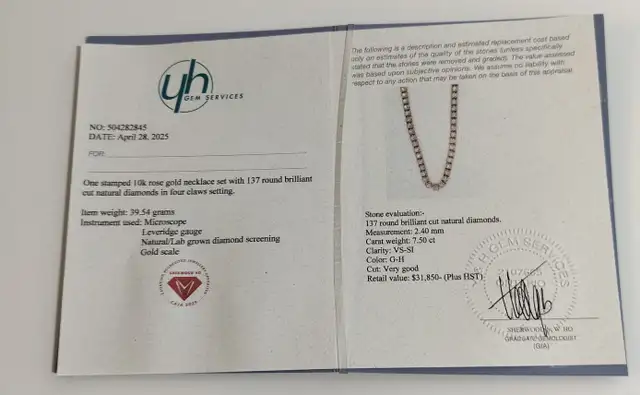 yh
GEM SERVICES
NO: 504282845
DATE: April 28, 2025
FOR:
One stamped 10k rose gold necklace set with 137 round brilliant
cut natural diamonds in four claws setting.
Item weight: 39.54 grams
Instrument used: Microscope
Leveridge gauge
Natural/Lab grown diamond screening
Gold scale
The following is a description and estimated replacement cost based
only on estimates of the quality of the stones (unless specifically
stated that the stones were removed and graded). The value assessed
was based upon subjective opinions. We assume no liability with
respect to any action that may be taken on the basis of this appraisal.
Stone evaluation:-
137 round brilliant cut natural diamonds.
Measurement: 2.40 mm
Carat weight: 7.50 ct
Clarity: VS-SI
Color: G-H
Cut: Very good
Retail value: $31,850- (Plus HST)
GEM SERVICES
SHERWOOD W HO
GRADUATE GEMOLOGIST
(GIA)